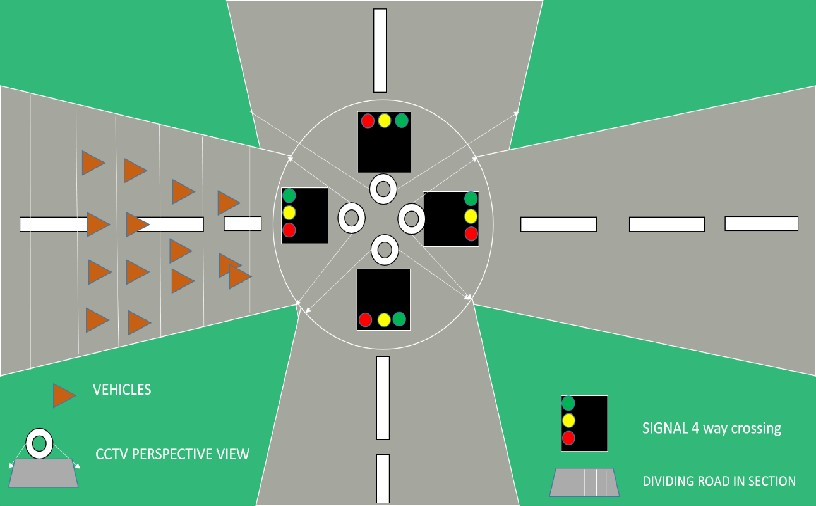 VEHICLES
CCTV PERSPECTIVE VIEW
SIGNAL 4 way crossing
DIVIDING ROAD IN SECTION